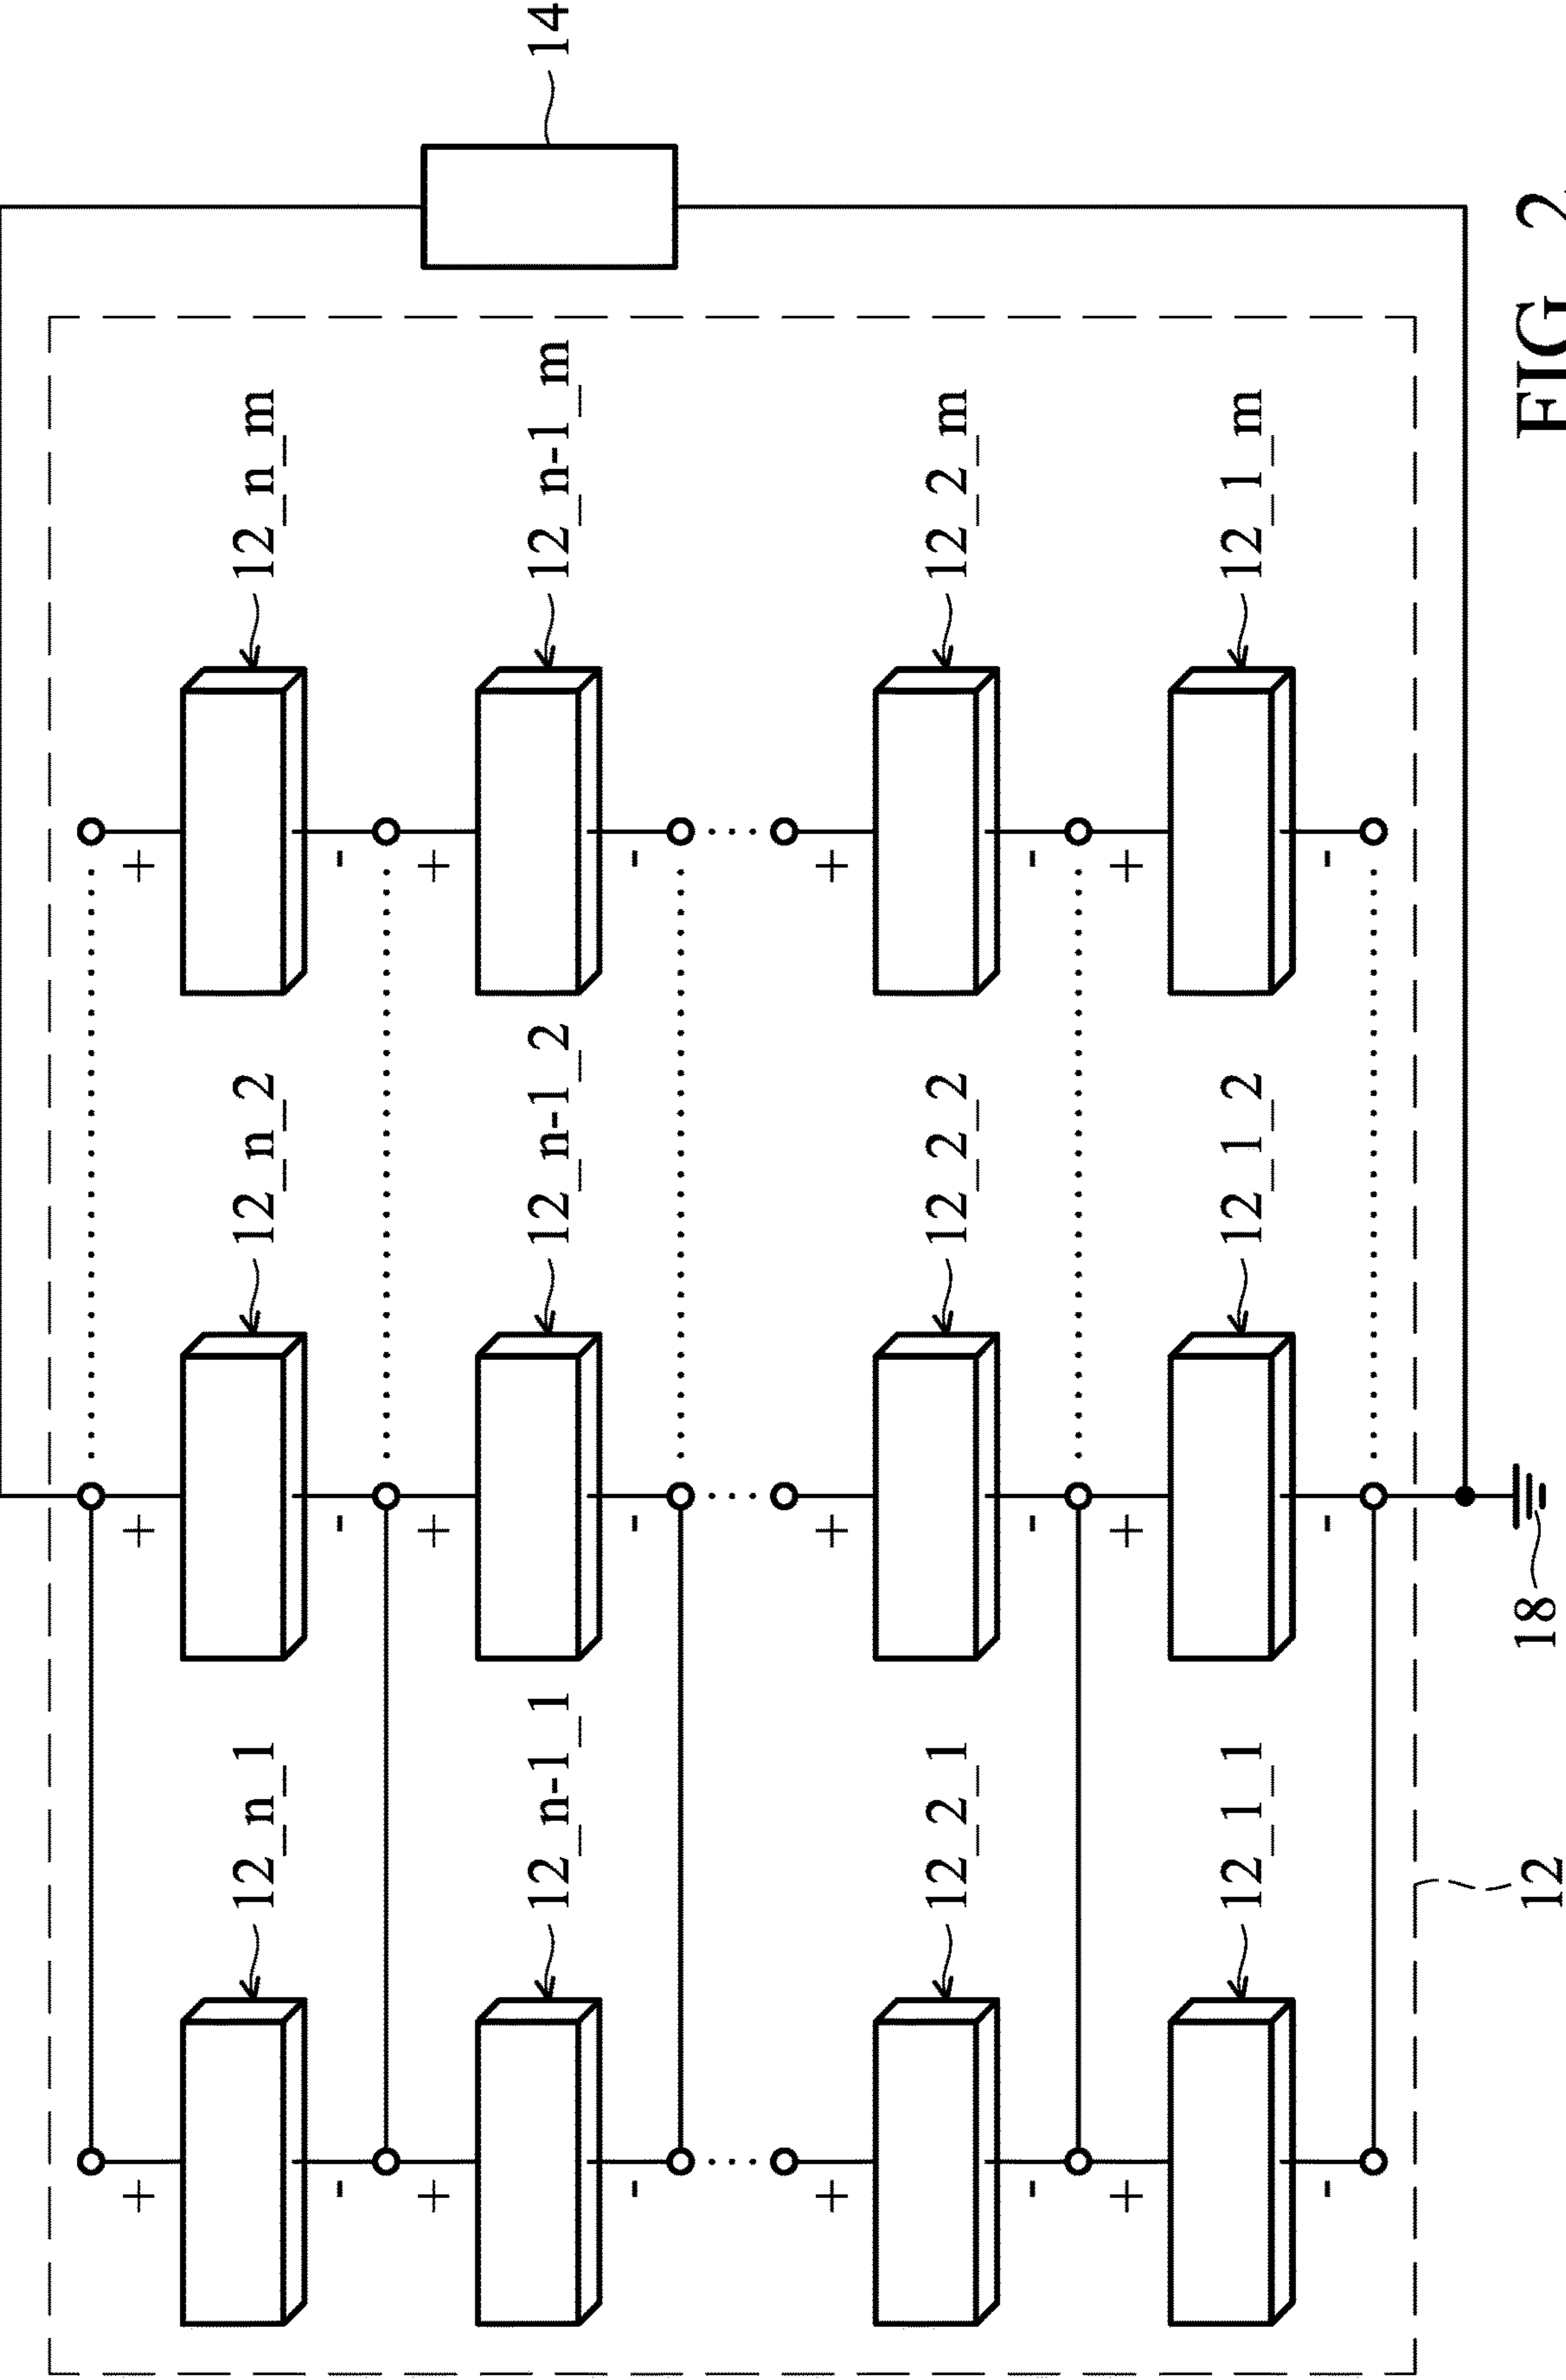 + + +
12_n_1 12_n_2 12_n_m
- - -
+ + +
12_n-1_1 12_n-1_2 12_n-1_m 14
- - -
+ + +
12_2_1 12_2_2 12_2_m
- - -
+ + +
12_1_1 12_1_2 12_1_m
- - -
12 18
FIG 2